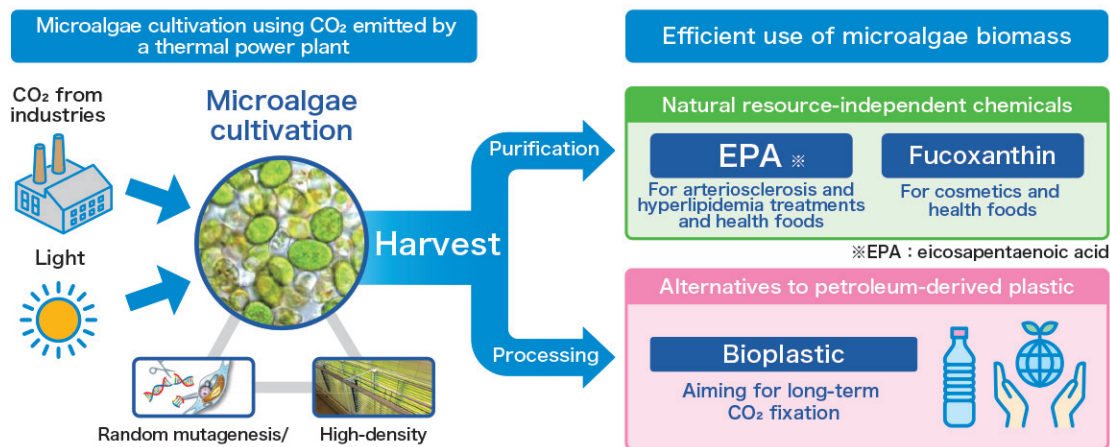 Microalgae cultivation using CO₂ emitted by
a thermal power plant
CO₂ from
industries
Light
Microalgae
cultivation
Random mutagenesis/
High-density
Harvest
Purification
Processing
Efficient use of microalgae biomass
Natural resource-independent chemicals
EPA ※
For arteriosclerosis and
hyperlipidemia treatments
and health foods
Fucoxanthin
For cosmetics and
health foods
※EPA : eicosapentaenoic acid
Alternatives to petroleum-derived plastic
Bioplastic
Aiming for long-term
CO₂ fixation